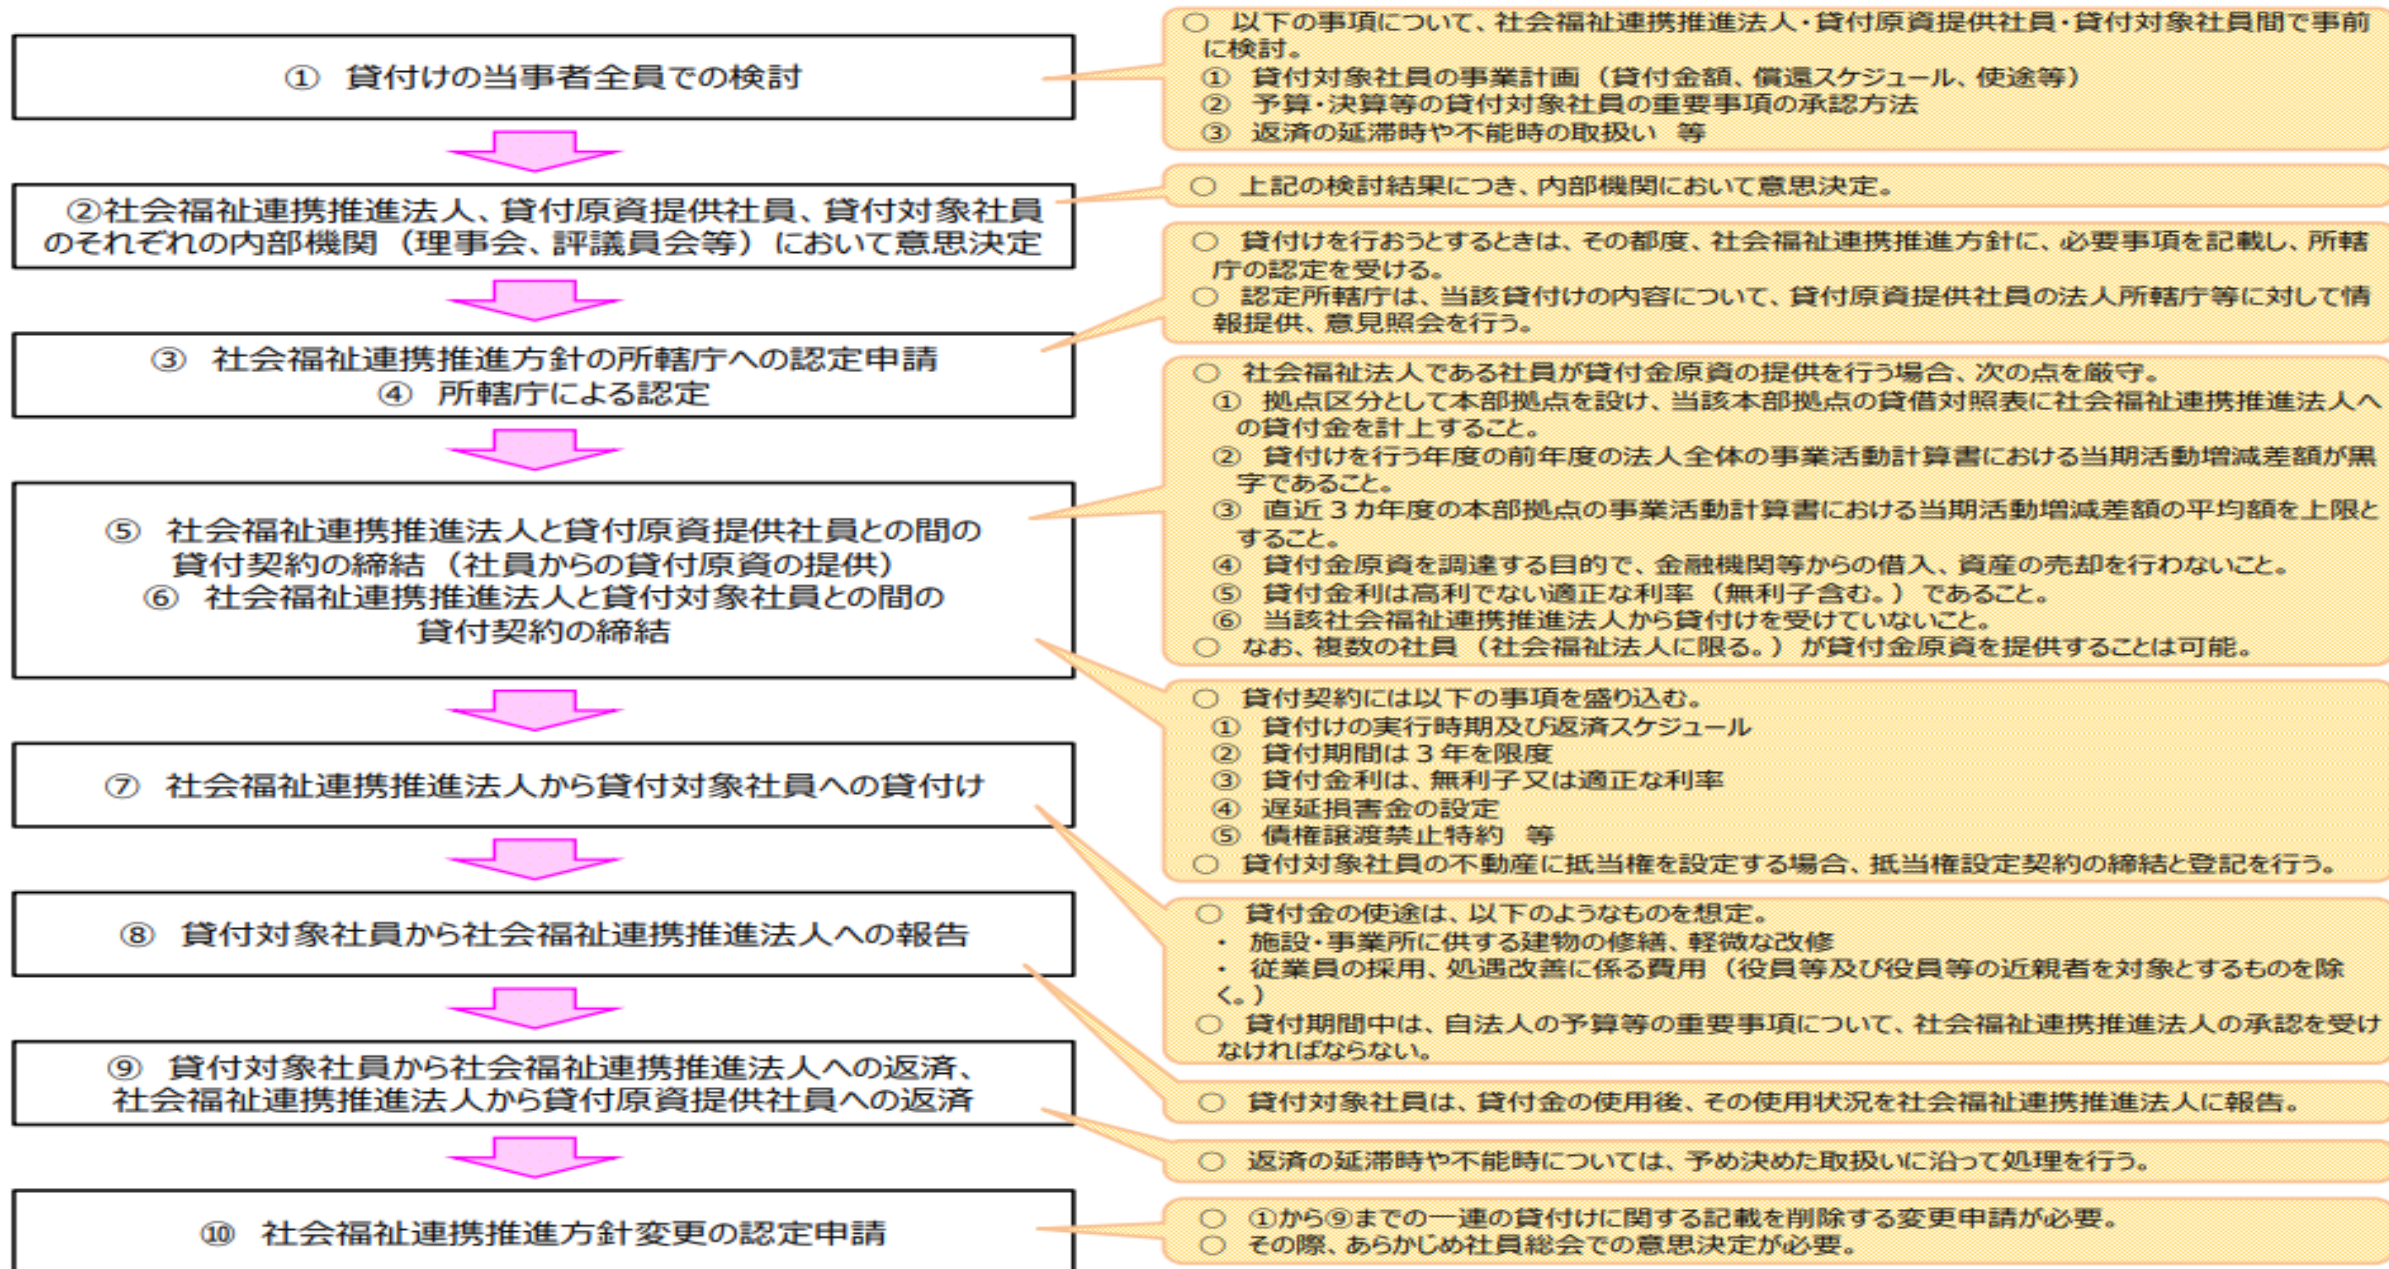 ① 貸付けの当事者全員での検討
○ 以下の事項について、社会福祉連携推進法人・貸付原資提供社員・貸付対象社員間で事前
に検討。
① 貸付対象社員の事業計画（貸付金額、償還スケジュール、使途等）
② 予算・決算等の貸付対象社員の重要事項の承認方法
③ 返済の延滞時や不能時の取扱い 等
②社会福祉連携推進法人、貸付原資提供社員、貸付対象社員
のそれぞれの内部機関（理事会、評議員会等）において意思決定
○ 上記の検討結果につき、内部機関において意思決定。
③ 社会福祉連携推進方針の所轄庁への認定申請
④ 所轄庁による認定
○ 貸付けを行おうとするときは、その都度、社会福祉連携推進方針に、必要事項を記載し、所轄
庁の認定を受ける。
○ 認定所轄庁は、当該貸付けの内容について、貸付原資提供社員の法人所轄庁等に対して情
報提供、意見照会を行う。
⑤ 社会福祉連携推進法人と貸付原資提供社員との間の
貸付契約の締結（社員からの貸付原資の提供）
⑥ 社会福祉連携推進法人と貸付対象社員との間の
貸付契約の締結
○ 社会福祉法人である社員が貸付金原資の提供を行う場合、次の点を厳守。
① 拠点区分として本部拠点を設け、当該本部拠点の貸借対照表に社会福祉連携推進法人へ
の貸付金を計上すること。
② 貸付けを行う年度の前年度の法人全体の事業活動計算書における当期活動増減差額が黒
字であること。
③ 直近３カ年度の本部拠点の事業活動計算書における当期活動増減差額の平均額を上限と
すること。
④ 貸付金原資を調達する目的で、金融機関等からの借入、資産の売却を行わないこと。
⑤ 貸付金利は高利でない適正な利率（無利子含む。）であること。
⑥ 当該社会福祉連携推進法人から貸付けを受けていないこと。
○ なお、複数の社員（社会福祉法人に限る。）が貸付金原資を提供することは可能。
○ 貸付契約には以下の事項を盛り込む。
① 貸付けの実行時期及び返済スケジュール
② 貸付期間は３年を限度
③ 貸付金利は、無利子又は適正な利率
④ 遅延損害金の設定
⑤ 債権譲渡禁止特約 等
○ 貸付対象社員の不動産に抵当権を設定する場合、抵当権設定契約の締結と登記を行う。
⑦ 社会福祉連携推進法人から貸付対象社員への貸付け
○ 貸付金の使途は、以下のようなものを想定。
・ 施設・事業所に供する建物の修繕、軽微な改修
・ 従業員の採用、処遇改善に係る費用（役員等及び役員等の近親者を対象とするものを除
く。）
○ 貸付期間中は、自法人の予算等の重要事項について、社会福祉連携推進法人の承認を受け
なければならない。
⑧ 貸付対象社員から社会福祉連携推進法人への報告
○ 貸付対象社員は、貸付金の使用後、その使用状況を社会福祉連携推進法人に報告。
⑨ 貸付対象社員から社会福祉連携推進法人への返済、
社会福祉連携推進法人から貸付原資提供社員への返済
○ 返済の延滞時や不能時については、予め決めた取扱いに沿って処理を行う。
⑩ 社会福祉連携推進方針変更の認定申請
○ ①から⑨までの一連の貸付けに関する記載を削除する変更申請が必要。
○ その際、あらかじめ社員総会での意思決定が必要。